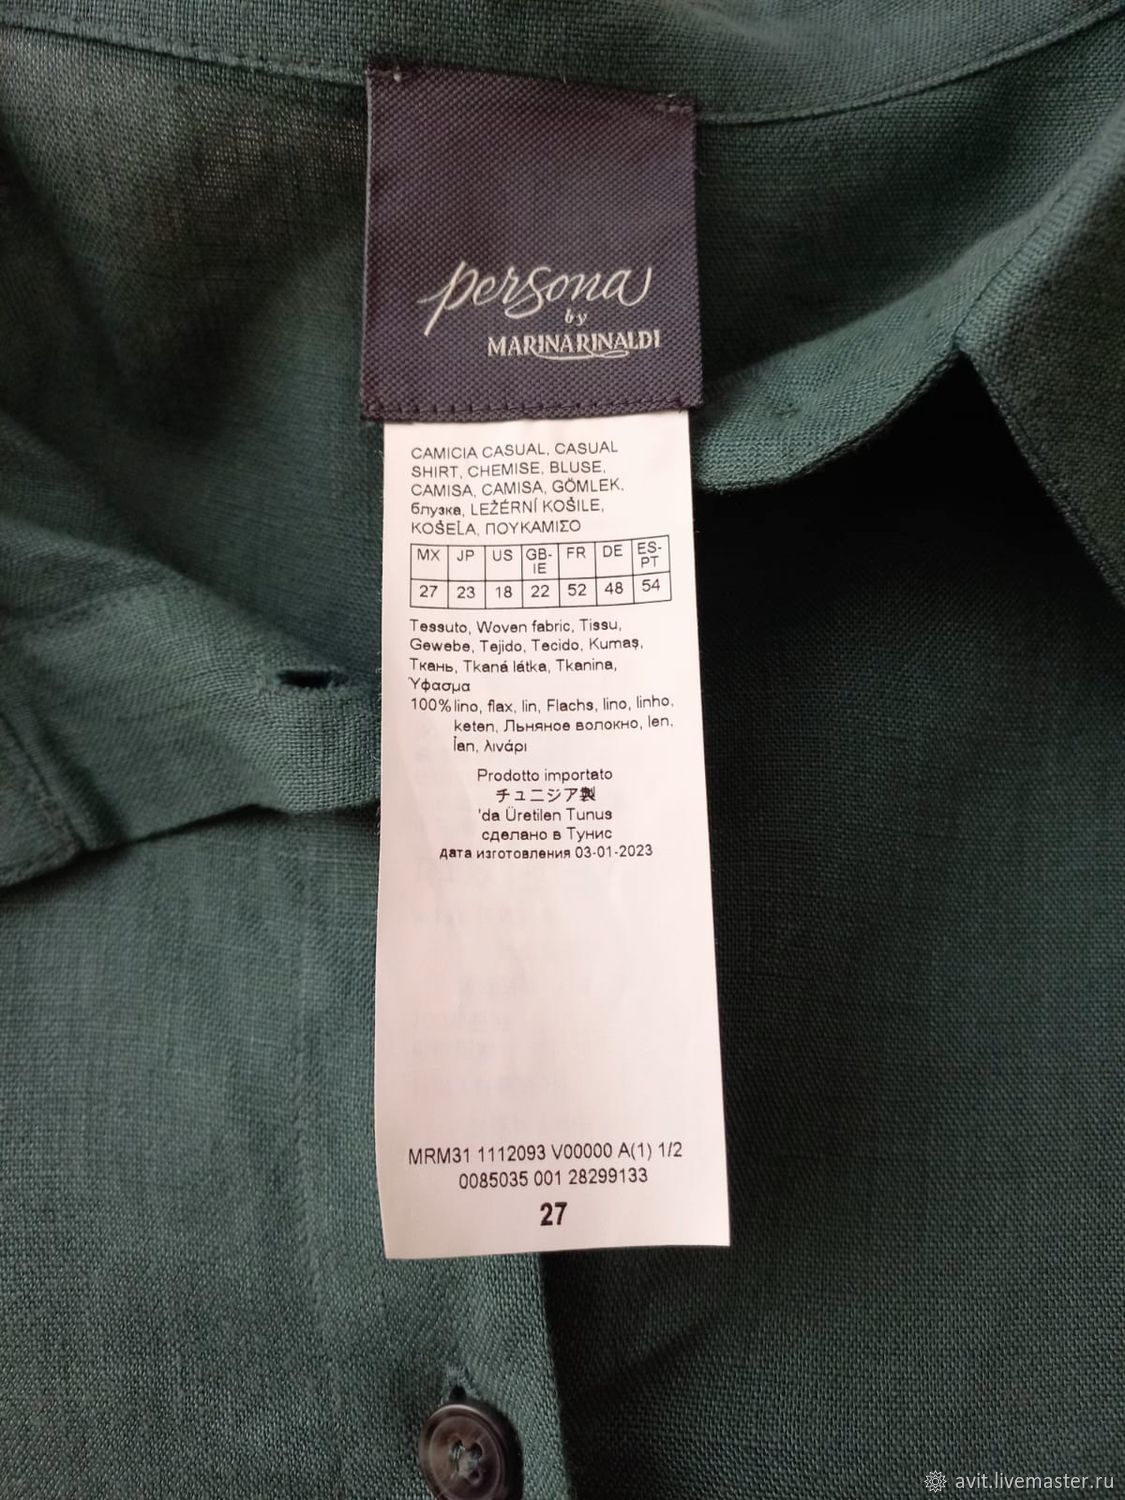 persona
by
MARINARINALDI
CAMICIA CASUAL, CASUAL
SHIRT, CHEMISE, BLUSE,
CAMISA, CAMISA, GÖMLEK,
блузка, LEŽÉRNÍ KOŠILE,
KOŠEĻA, ΠΟΥΚΑΜΙΣΟ
MX JP US GB-IE FR DE ES-PT
27 23 18 22 52 48 54
Tessuto, Woven fabric, Tissu,
Gewebe, Tejido, Tecido, Kumaş,
Ткань, Tkaná látka, Tkanina,
Ύφασμα
100% lino, flax, lin, Flachs, lino, linho,
keten, Льняное волокно, len,
λινάρι
Prodotto importato
チュニジア製
'da Üretilen Tunus
сделано в Тунис
дата изготовления 03-01-2023
MRM31 1112093 V00000 A(1) 1/2
0085035 001 28299133
27
avit.livemaster.ru